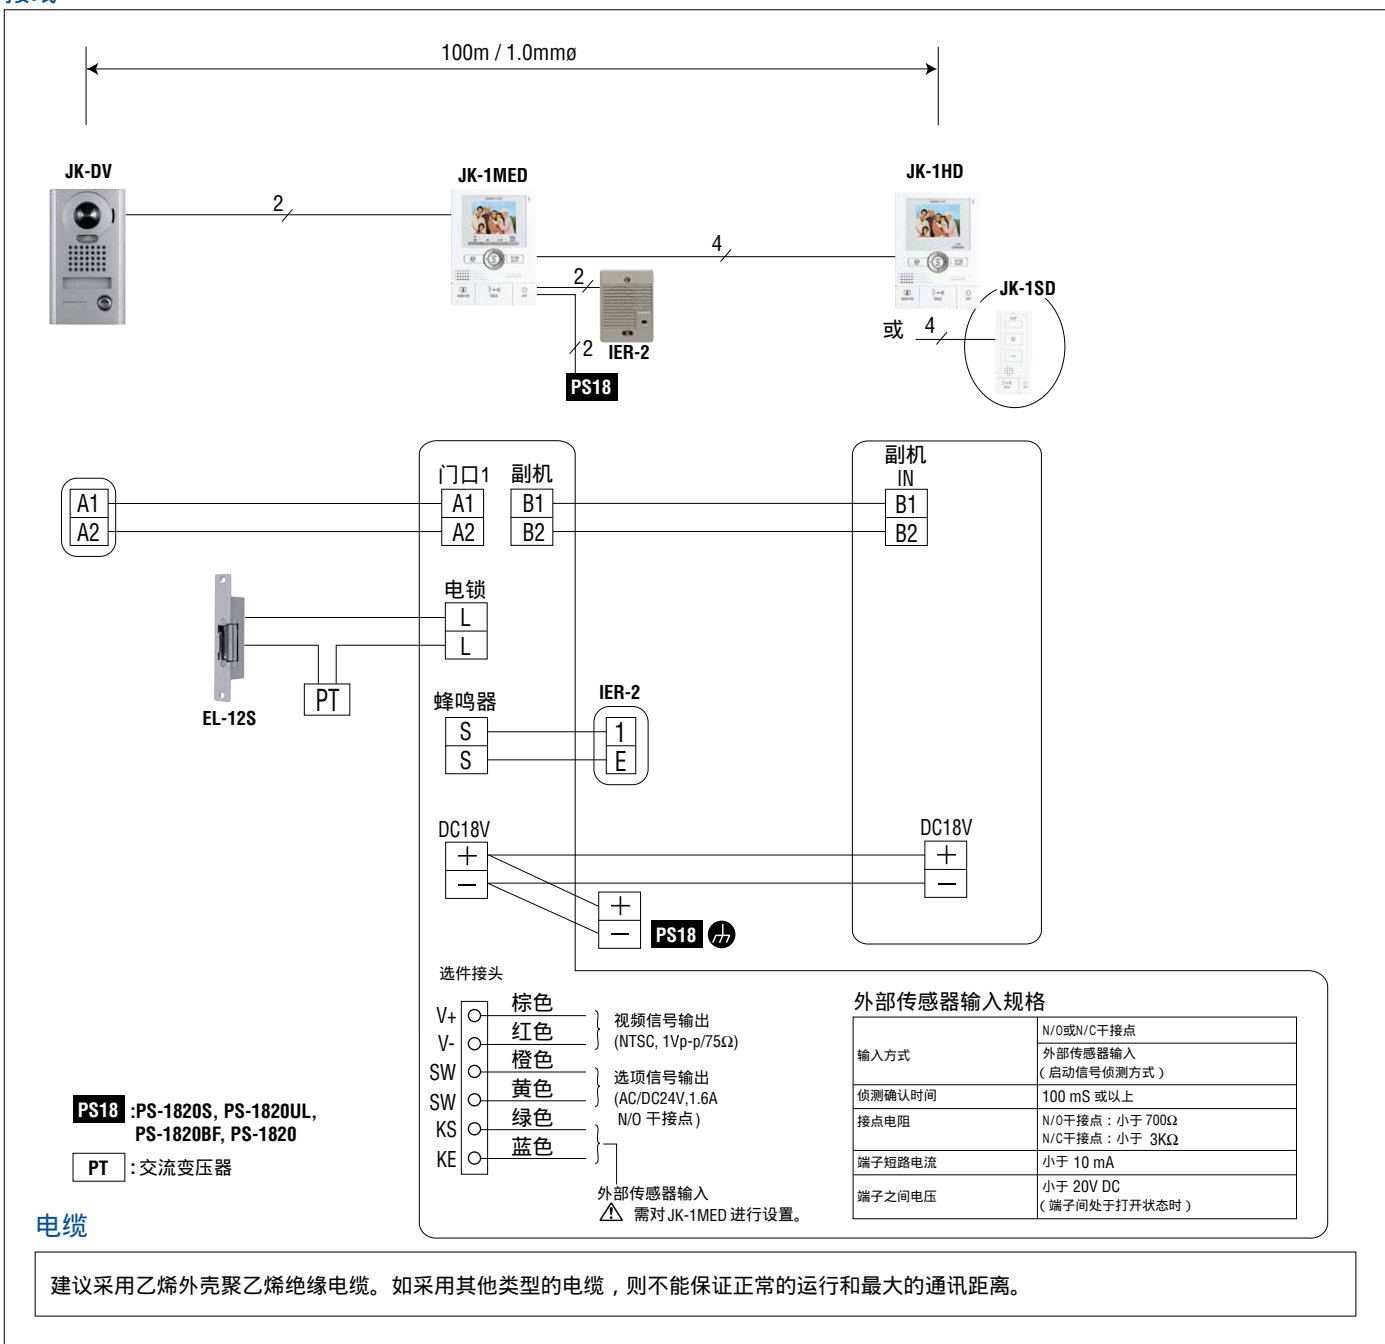 100m / 1.0mmø
JK-DV
JK-1MED
JK-1HD
2
4
2
2
IER-2
PS18
或
4
JK-1SD
门口1
副机
副机
IN
A1
A2
A1
A2
B1
B2
B1
B2
电锁
L
L
EL-12S
PT
蜂鸣器
S
S
IER-2
1
E
DC18V
+
−
DC18V
+
−
+
−
PS18
选件接头
V+
棕色
V-
红色
视频信号输出
(NTSC, 1Vp-p/75Ω)
SW
橙色
SW
黄色
选项信号输出
(AC/DC24V,1.6A
N/O 干接点)
KS
绿色
KE
蓝色
外部传感器输入
需对JK-1MED 进行设置。
外部传感器输入规格
输入方式
N/O或N/C干接点
外部传感器输入
(启动信号侦测方式)
侦测确认时间
100 mS 或以上
接点电阻
N/O干接点:小于 700Ω
N/C干接点:小于 3KΩ
端子短路电流
小于 10 mA
端子之间电压
小于 20V DC
(端子间处于打开状态时)
PS18 :PS-1820S, PS-1820UL,
PS-1820BF, PS-1820
PT :交流变压器
电缆
建议采用乙烯外壳聚乙烯绝缘电缆。如采用其他类型的电缆,则不能保证正常的运行和最大的通讯距离。